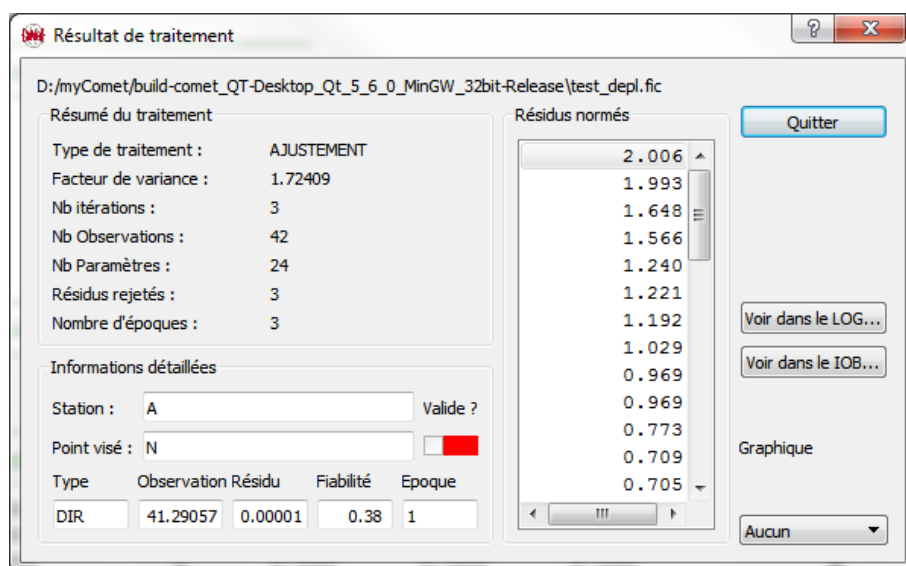 Résultat de traitement
D:/myComet/build-comet_QT-Desktop_Qt_5_6_0_MinGW_32bit-Release\test_depl.fic
Résumé du traitement
Type de traitement : AJUSTEMENT
Facteur de variance : 1.72409
Nb itérations : 3
Nb Observations : 42
Nb Paramètres : 24
Résidus rejetés : 3
Nombre d'époques : 3
Informations détaillées
Station : A
Valide ?
Point visé : N
Type Observation Résidu Fiabilité Epoque
DIR 41.29057 0.00001 0.38 1
Résidus normés
2.006
1.993
1.648
1.566
1.240
1.221
1.192
1.029
0.969
0.969
0.773
0.709
0.705
Quitter
Voir dans le LOG...
Voir dans le IOB...
Graphique
Aucun